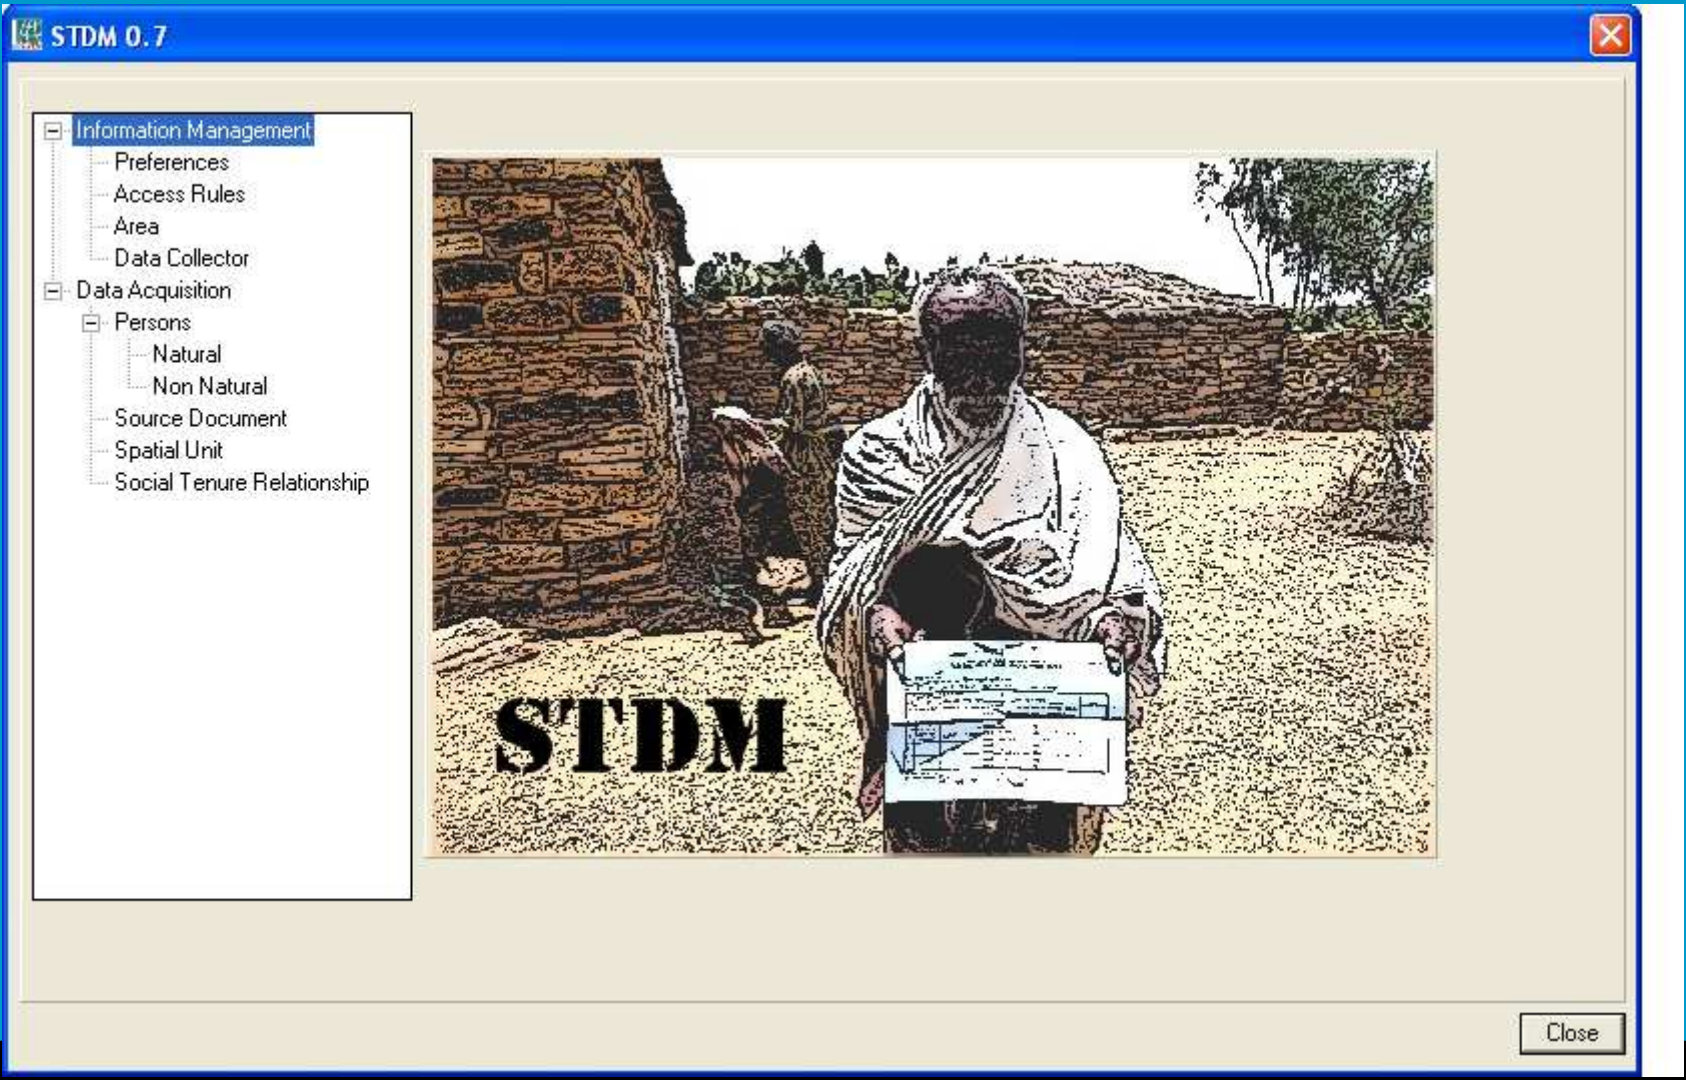 STDM 0.7
Information Management
Preferences
Access Rules
Area
Data Collector
Data Acquisition
Persons
Natural
Non Natural
Source Document
Spatial Unit
Social Tenure Relationship
STDM
Close